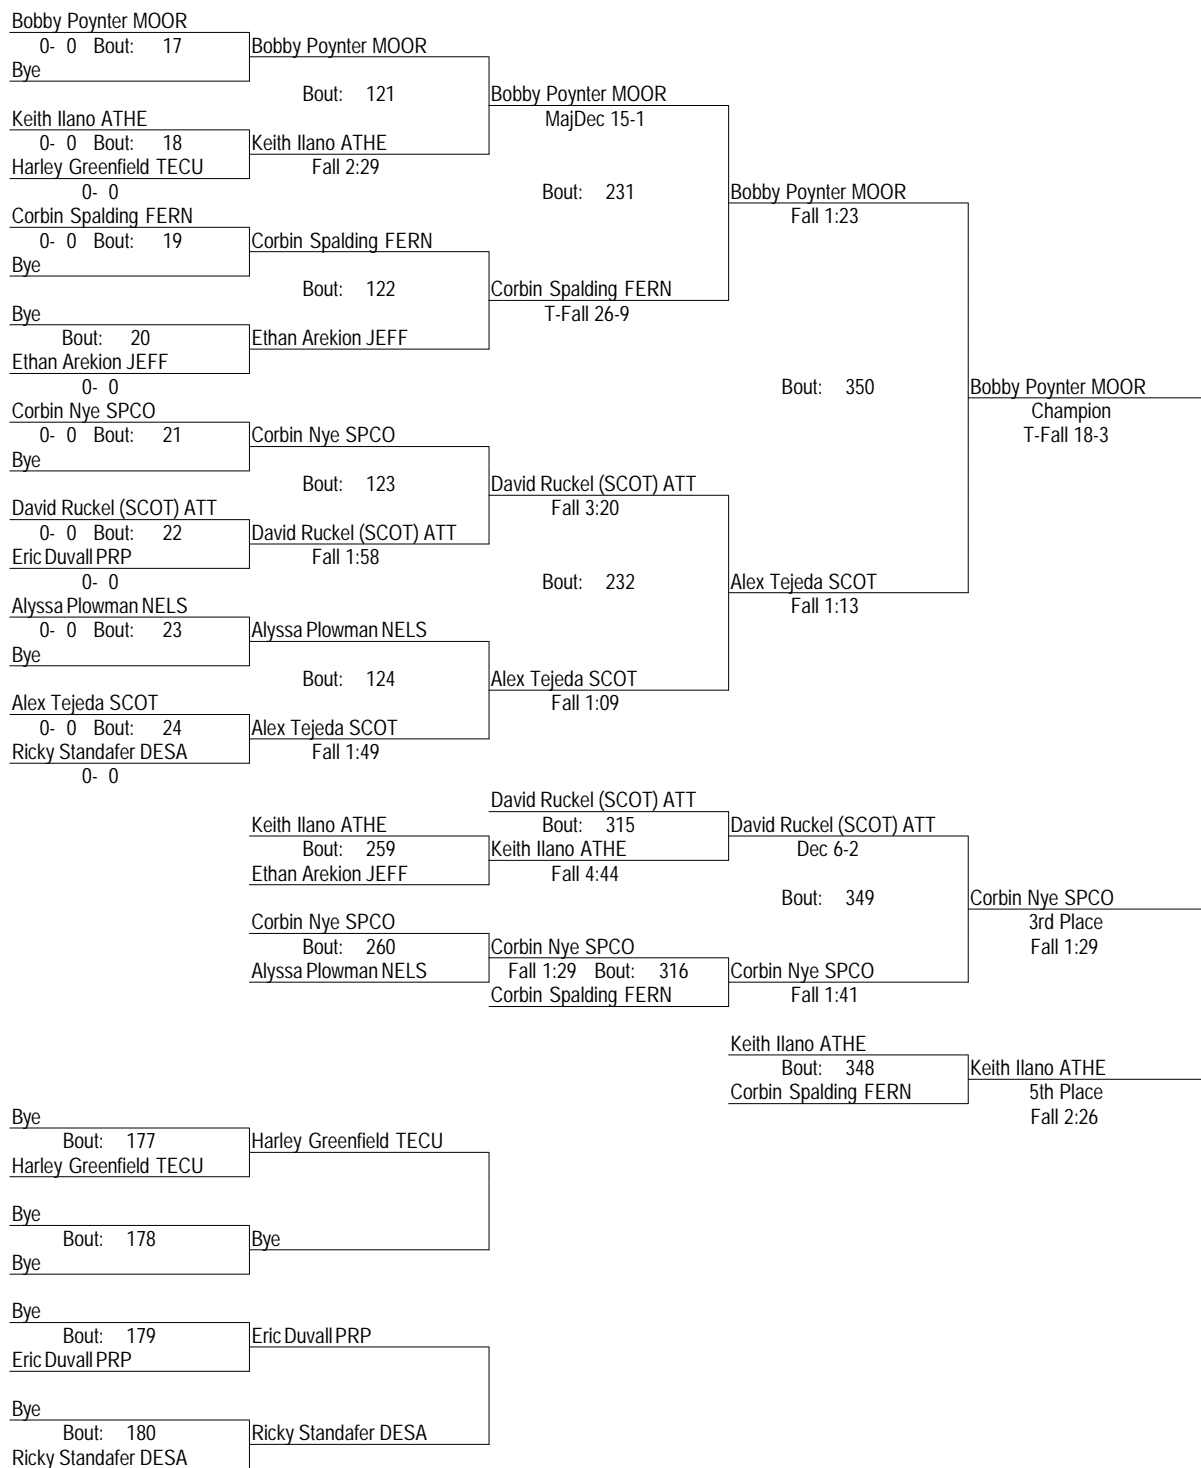 Bobby Poynter MOOR
0- 0 Bout: 17
Bobby Poynter MOOR
Bye
Bout: 121
Bobby Poynter MOOR
Keith Ilano ATHE
MajDec 15-1
0- 0 Bout: 18
Keith Ilano ATHE
Harley Greenfield TECU
Fall 2:29
0- 0
Bout: 231
Bobby Poynter MOOR
Corbin Spalding FERN
Fall 1:23
0- 0 Bout: 19
Corbin Spalding FERN
Bye
Bout: 122
Corbin Spalding FERN
Bye
T-Fall 26-9
Bout: 20
Ethan Arekion JEFF
Ethan Arekion JEFF
0- 0
Bout: 350
Bobby Poynter MOOR
Corbin Nye SPCO
Champion
0- 0 Bout: 21
Corbin Nye SPCO
T-Fall 18-3
Bye
Bout: 123
David Ruckel (SCOT) ATT
David Ruckel (SCOT) ATT
Fall 3:20
0- 0 Bout: 22
David Ruckel (SCOT) ATT
Eric Duvall PRP
Fall 1:58
0- 0
Bout: 232
Alex Tejeda SCOT
Alyssa Plowman NELS
Fall 1:13
0- 0 Bout: 23
Alyssa Plowman NELS
Bye
Bout: 124
Alex Tejeda SCOT
Alex Tejeda SCOT
Fall 1:09
0- 0 Bout: 24
Alex Tejeda SCOT
Ricky Standafer DESA
Fall 1:49
0- 0
David Ruckel (SCOT) ATT
Keith Ilano ATHE
Bout: 315
David Ruckel (SCOT) ATT
Bout: 259
Keith Ilano ATHE
Dec 6-2
Ethan Arekion JEFF
Fall 4:44
Bout: 349
Corbin Nye SPCO
Corbin Nye SPCO
3rd Place
Bout: 260
Corbin Nye SPCO
Fall 1:29
Alyssa Plowman NELS
Fall 1:29 Bout: 316
Corbin Nye SPCO
Corbin Spalding FERN
Fall 1:41
Keith Ilano ATHE
Bout: 348
Keith Ilano ATHE
Corbin Spalding FERN
5th Place
Fall 2:26
Bye
Bout: 177
Harley Greenfield TECU
Harley Greenfield TECU
Bye
Bout: 178
Bye
Bye
Bye
Bout: 179
Eric Duvall PRP
Eric Duvall PRP
Bye
Bout: 180
Ricky Standafer DESA
Ricky Standafer DESA